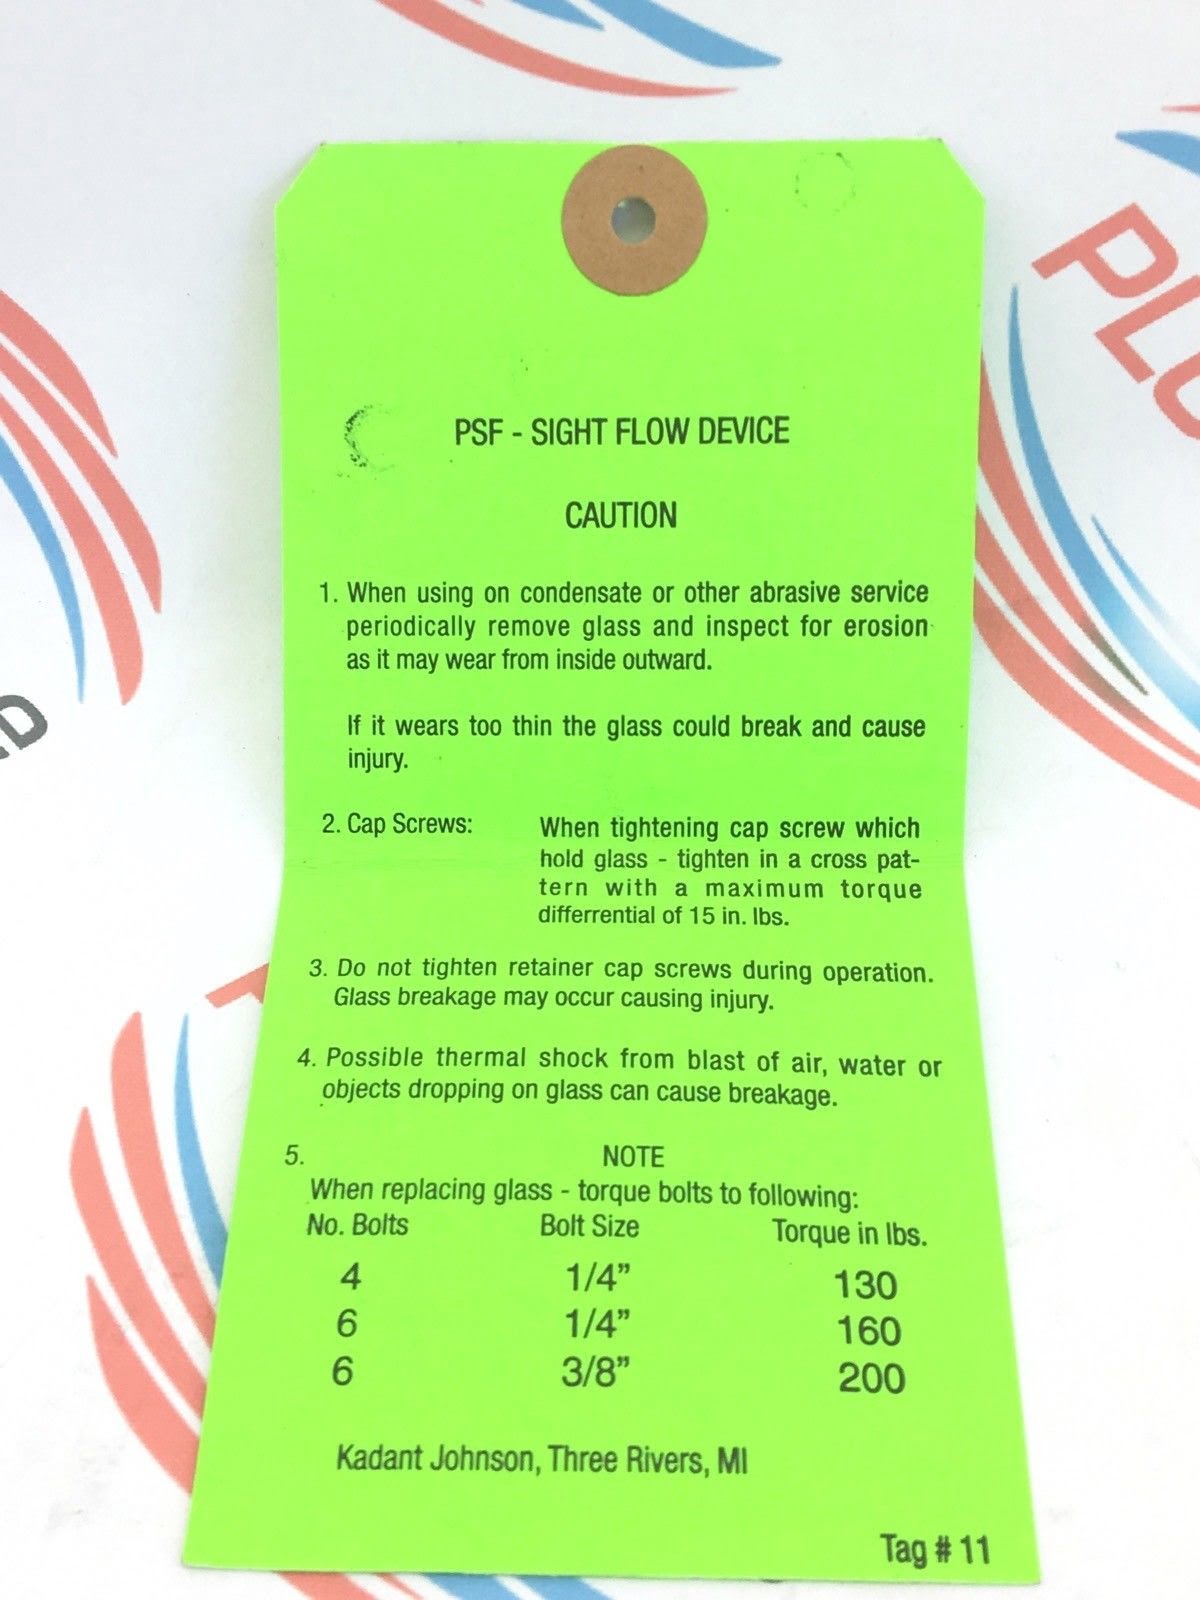 PSF - SIGHT FLOW DEVICE
CAUTION
1. When using on condensate or other abrasive service
periodically remove glass and inspect for erosion
as it may wear from inside outward.
If it wears too thin the glass could break and cause
injury.
2. Cap Screws: When tightening cap screw which
hold glass - tighten in a cross pat-
tern with a maximum torque
differrential of 15 in. lbs.
3. Do not tighten retainer cap screws during operation.
Glass breakage may occur causing injury.
4. Possible thermal shock from blast of air, water or
objects dropping on glass can cause breakage.
5. NOTE
When replacing glass - torque bolts to following:
No. Bolts Bolt Size Torque in lbs.
4 1/4" 130
6 1/4" 160
6 3/8" 200
Kadant Johnson, Three Rivers, MI
Tag # 11